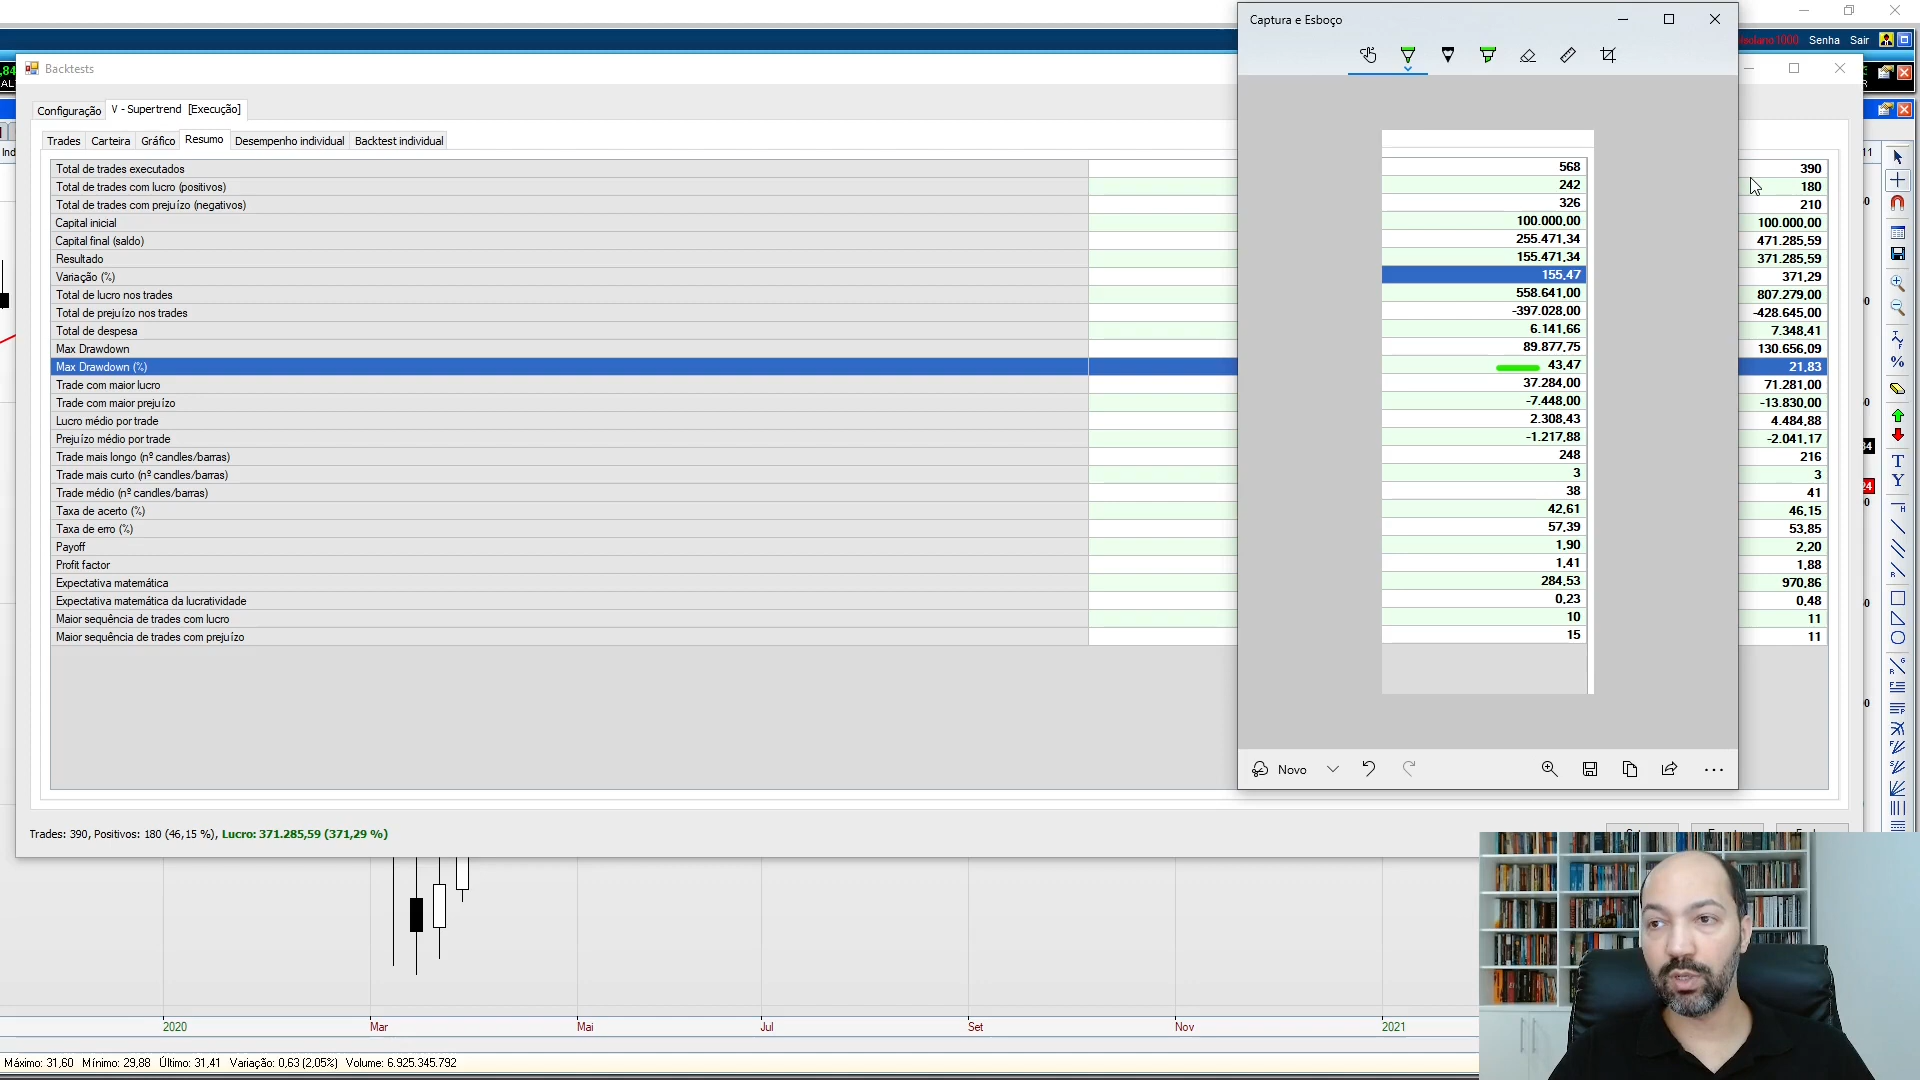 Captura e Esboço
Senha Sair
Backtests
Configuração V - Supertrend [Execução]
Trades Carteira Gráfico Resumo Desempenho individual Backtest individual
Total de trades executados 568 390
Total de trades com lucro (positivos) 242 180
Total de trades com prejuízo (negativos) 326 210
Capital inicial 100.000,00 100.000,00
Capital final (saldo) 255.471,34 471.285,59
Resultado 155.471,34 371.285,59
Variação (%) 155,47 371,29
Total de lucro nos trades 558.641,00 807.279,00
Total de prejuízo nos trades -397.028,00 -428.645,00
Total de despesa 6.141,66 7.348,41
Max Drawdown 89.877,75 130.656,09
Max Drawdown (%) 43,47 21,83
Trade com maior lucro 37.284,00 71.281,00
Trade com maior prejuízo -7.448,00 -13.830,00
Lucro médio por trade 2.308,43 4.484,88
Prejuízo médio por trade -1.217,88 -2.041,17
Trade mais longo (nº candles/barras) 248 216
Trade mais curto (nº candles/barras) 3 3
Trade médio (nº candles/barras) 38 41
Taxa de acerto (%) 42,61 46,15
Taxa de erro (%) 57,39 53,85
Payoff 1,90 2,20
Profit factor 1,41 1,88
Expectativa matemática 284,53 970,86
Expectativa matemática da lucratividade 0,23 0,48
Maior sequência de trades com lucro 10 11
Maior sequência de trades com prejuízo 15 11
Novo
Trades: 390, Positivos: 180 (46,15 %), Lucro: 371.285,59 (371,29 %)
2020 Mar Mai Jul Set Nov 2021
Máximo: 31,60 Mínimo: 29,88 Último: 31,41 Variação: 0,63 (2,05%) Volume: 6.925.345.792